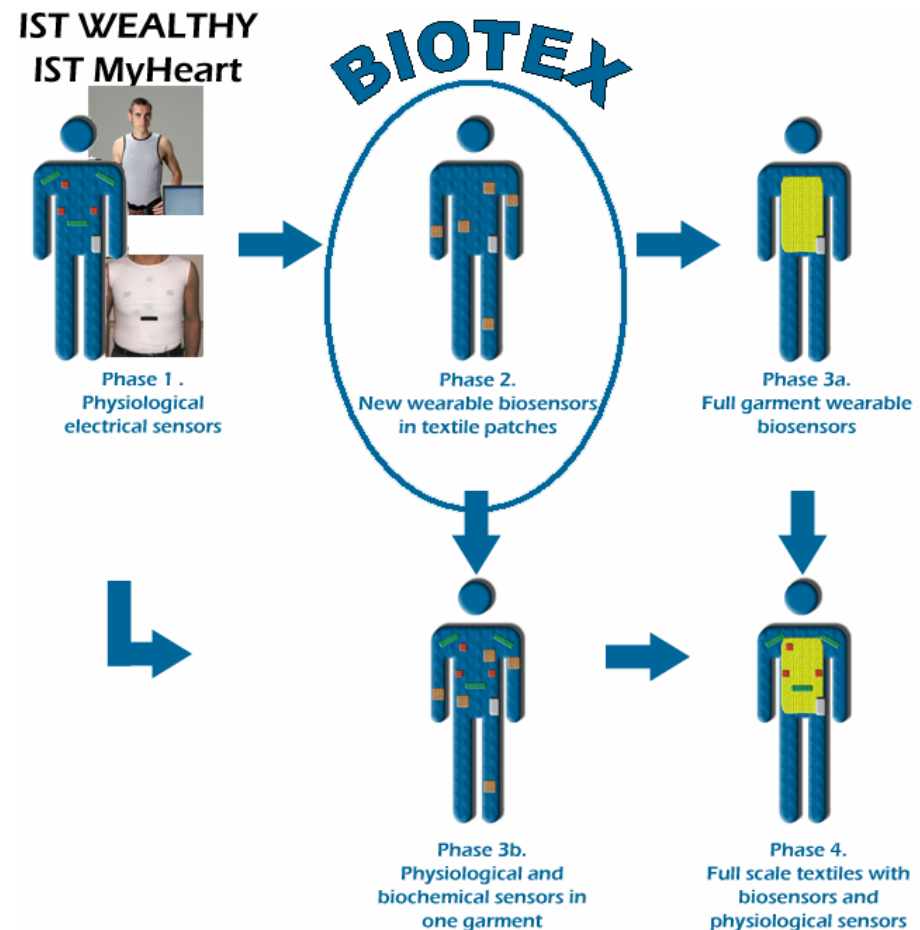 IST WEALTHY
IST MyHeart
BIOTEX
Phase 1 .
Physiological
electrical sensors
Phase 2.
New wearable biosensors
in textile patches
Phase 3a.
Full garment wearable
biosensors
Phase 3b.
Physiological and
biochemical sensors in
one garment
Phase 4.
Full scale textiles with
biosensors and
physiological sensors